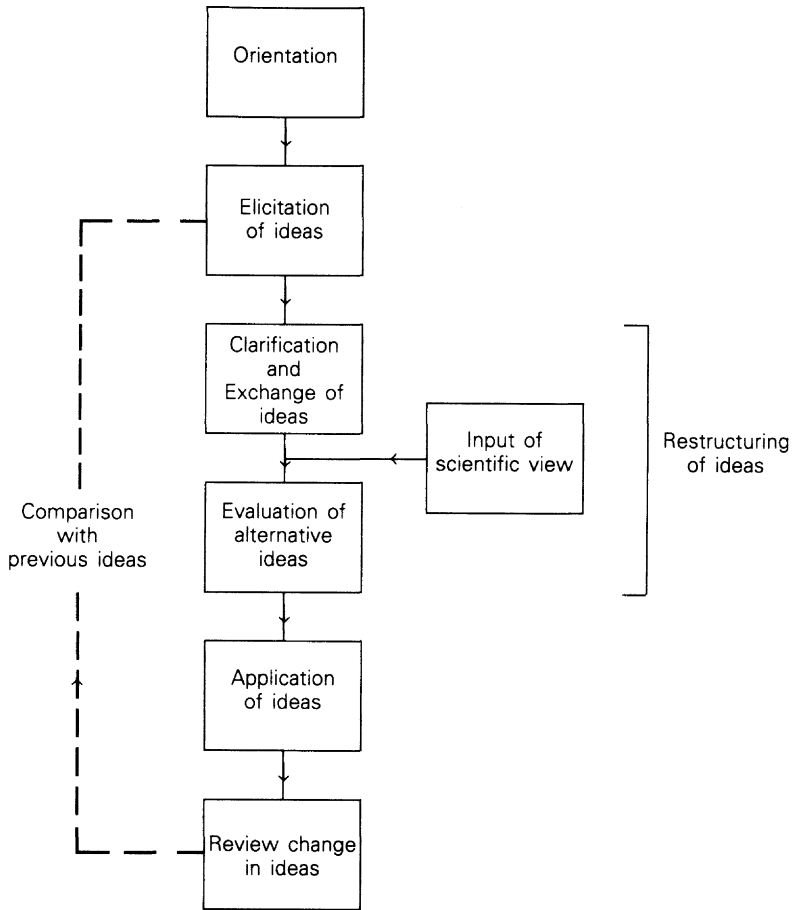 Orientation
Elicitation
of ideas
Clarification
and
Exchange of
ideas
Input of
scientific view
Restructuring
of ideas
Evaluation of
alternative
ideas
Comparison
with
previous ideas
Application
of ideas
Review change
in ideas